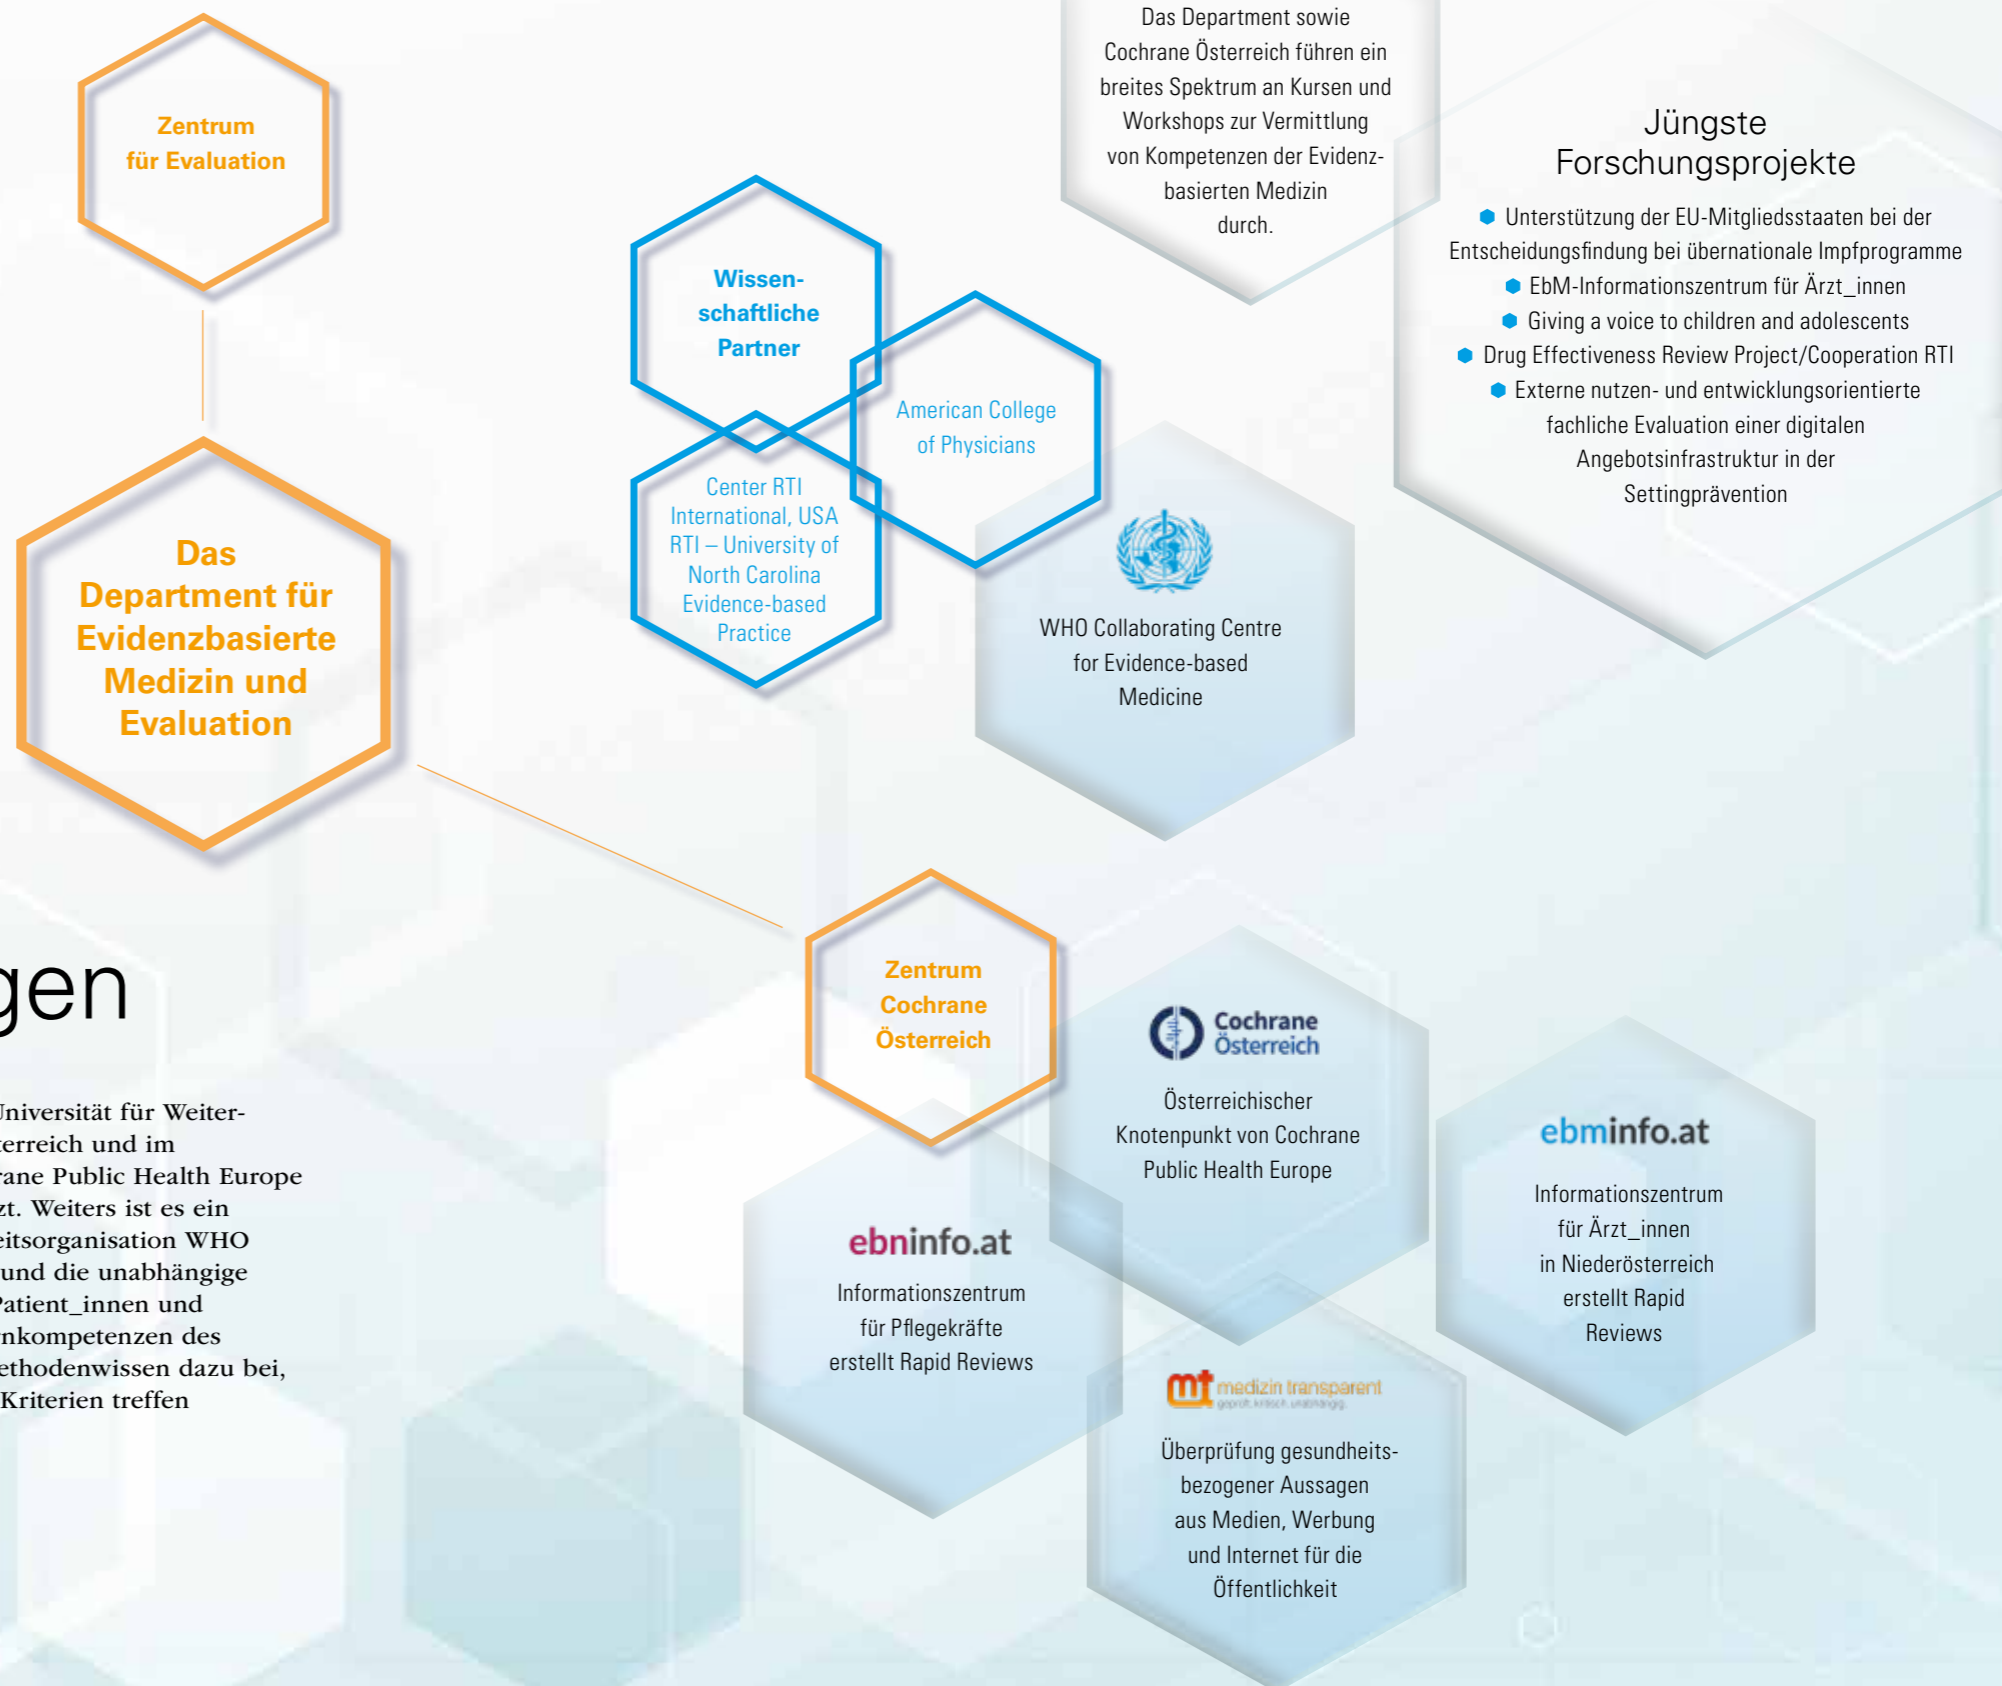 Zentrum
für Evaluation
Das
Department für
Evidenzbasierte
Medizin und
Evaluation
Das Department sowie
Cochrane Österreich führen ein
breites Spektrum an Kursen und
Workshops zur Vermittlung
von Kompetenzen der Evidenz-
basierten Medizin
durch.
Jüngste
Forschungsprojekte
Unterstützung der EU-Mitgliedsstaaten bei der
Entscheidungsfindung bei übernationale Impfprogramme
EbM-Informationszentrum für Ärzt_innen
Giving a voice to children and adolescents
Drug Effectiveness Review Project/Cooperation RTI
Externe nutzen- und entwicklungsorientierte
fachliche Evaluation einer digitalen
Angebotsinfrastruktur in der
Settingprävention
Wissen-
schaftliche
Partner
American College
of Physicians
Center RTI
International, USA
RTI – University of
North Carolina
Evidence-based
Practice
WHO Collaborating Centre
for Evidence-based
Medicine
gen
Universität für Weiter-
terreich und im
rane Public Health Europe
zt. Weiters ist es ein
eitsorganisation WHO
und die unabhängige
Patient_innen und
rnkompetenzen des
ethodenwissen dazu bei,
Kriterien treffen
Zentrum
Cochrane
Österreich
Cochrane
Österreich
Österreichischer
Knotenpunkt von Cochrane
Public Health Europe
ebninfo.at
Informationszentrum
für Pflegekräfte
erstellt Rapid Reviews
ebminfo.at
Informationszentrum
für Ärzt_innen
in Niederösterreich
erstellt Rapid
Reviews
mt medizin transparent
geprüft. kritisch. unabhängig.
Überprüfung gesundheits-
bezogener Aussagen
aus Medien, Werbung
und Internet für die
Öffentlichkeit